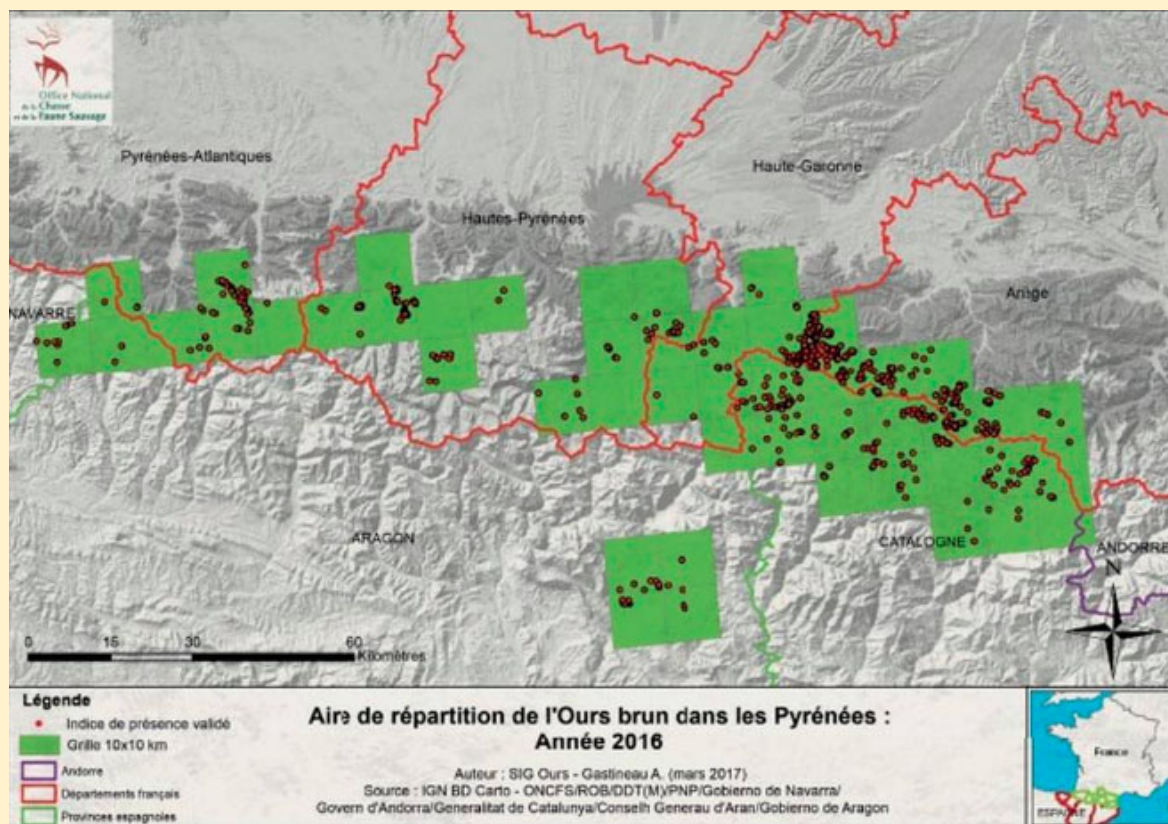 Office National
de la Chasse
et de la Faune Sauvage
Pyrénées-Atlantiques
Haute-Garonne
Hautes-Pyrénées
Ariège
NAVARRE
ARAGON
CATALOGNE
ANDORRE
N
0 15 30 60
Kilomètres
Légende
Indice de présence validé
Grille 10x10 km
Andorre
Départements français
Provinces espagnoles
Aire de répartition de l'Ours brun dans les Pyrénées :
Année 2016
Auteur : SIG Ours - Gastineau A. (mars 2017)
Source : IGN BD Carto - ONCFS/ROB/DDT(M)/PNP/Gobierno de Navarra/
Govern d'Andorra/Generalitat de Catalunya/Conselh Generau d'Aran/Gobierno de Aragon
France
ESPAGNE